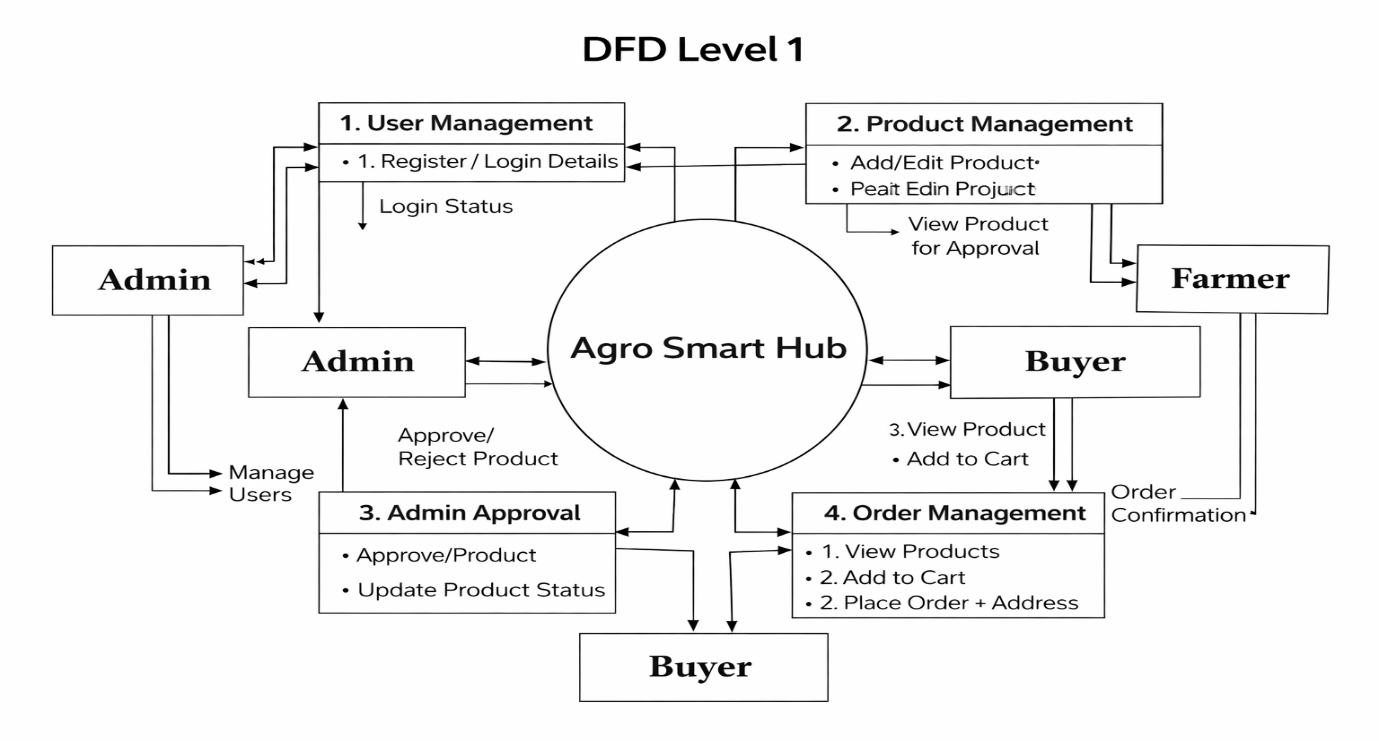 DFD Level 1
1. User Management
• 1. Register / Login Details
Login Status
2. Product Management
• Add/Edit Product•
• Peait Edin Projuct
View Product
for Approval
Admin
Farmer
Admin
Agro Smart Hub
Buyer
Approve/
Reject Product
3.View Product
• Add to Cart
Manage
Users
Order
Confirmation
3. Admin Approval
• Approve/Product
• Update Product Status
4. Order Management
• 1. View Products
• 2. Add to Cart
• 2. Place Order + Address
Buyer